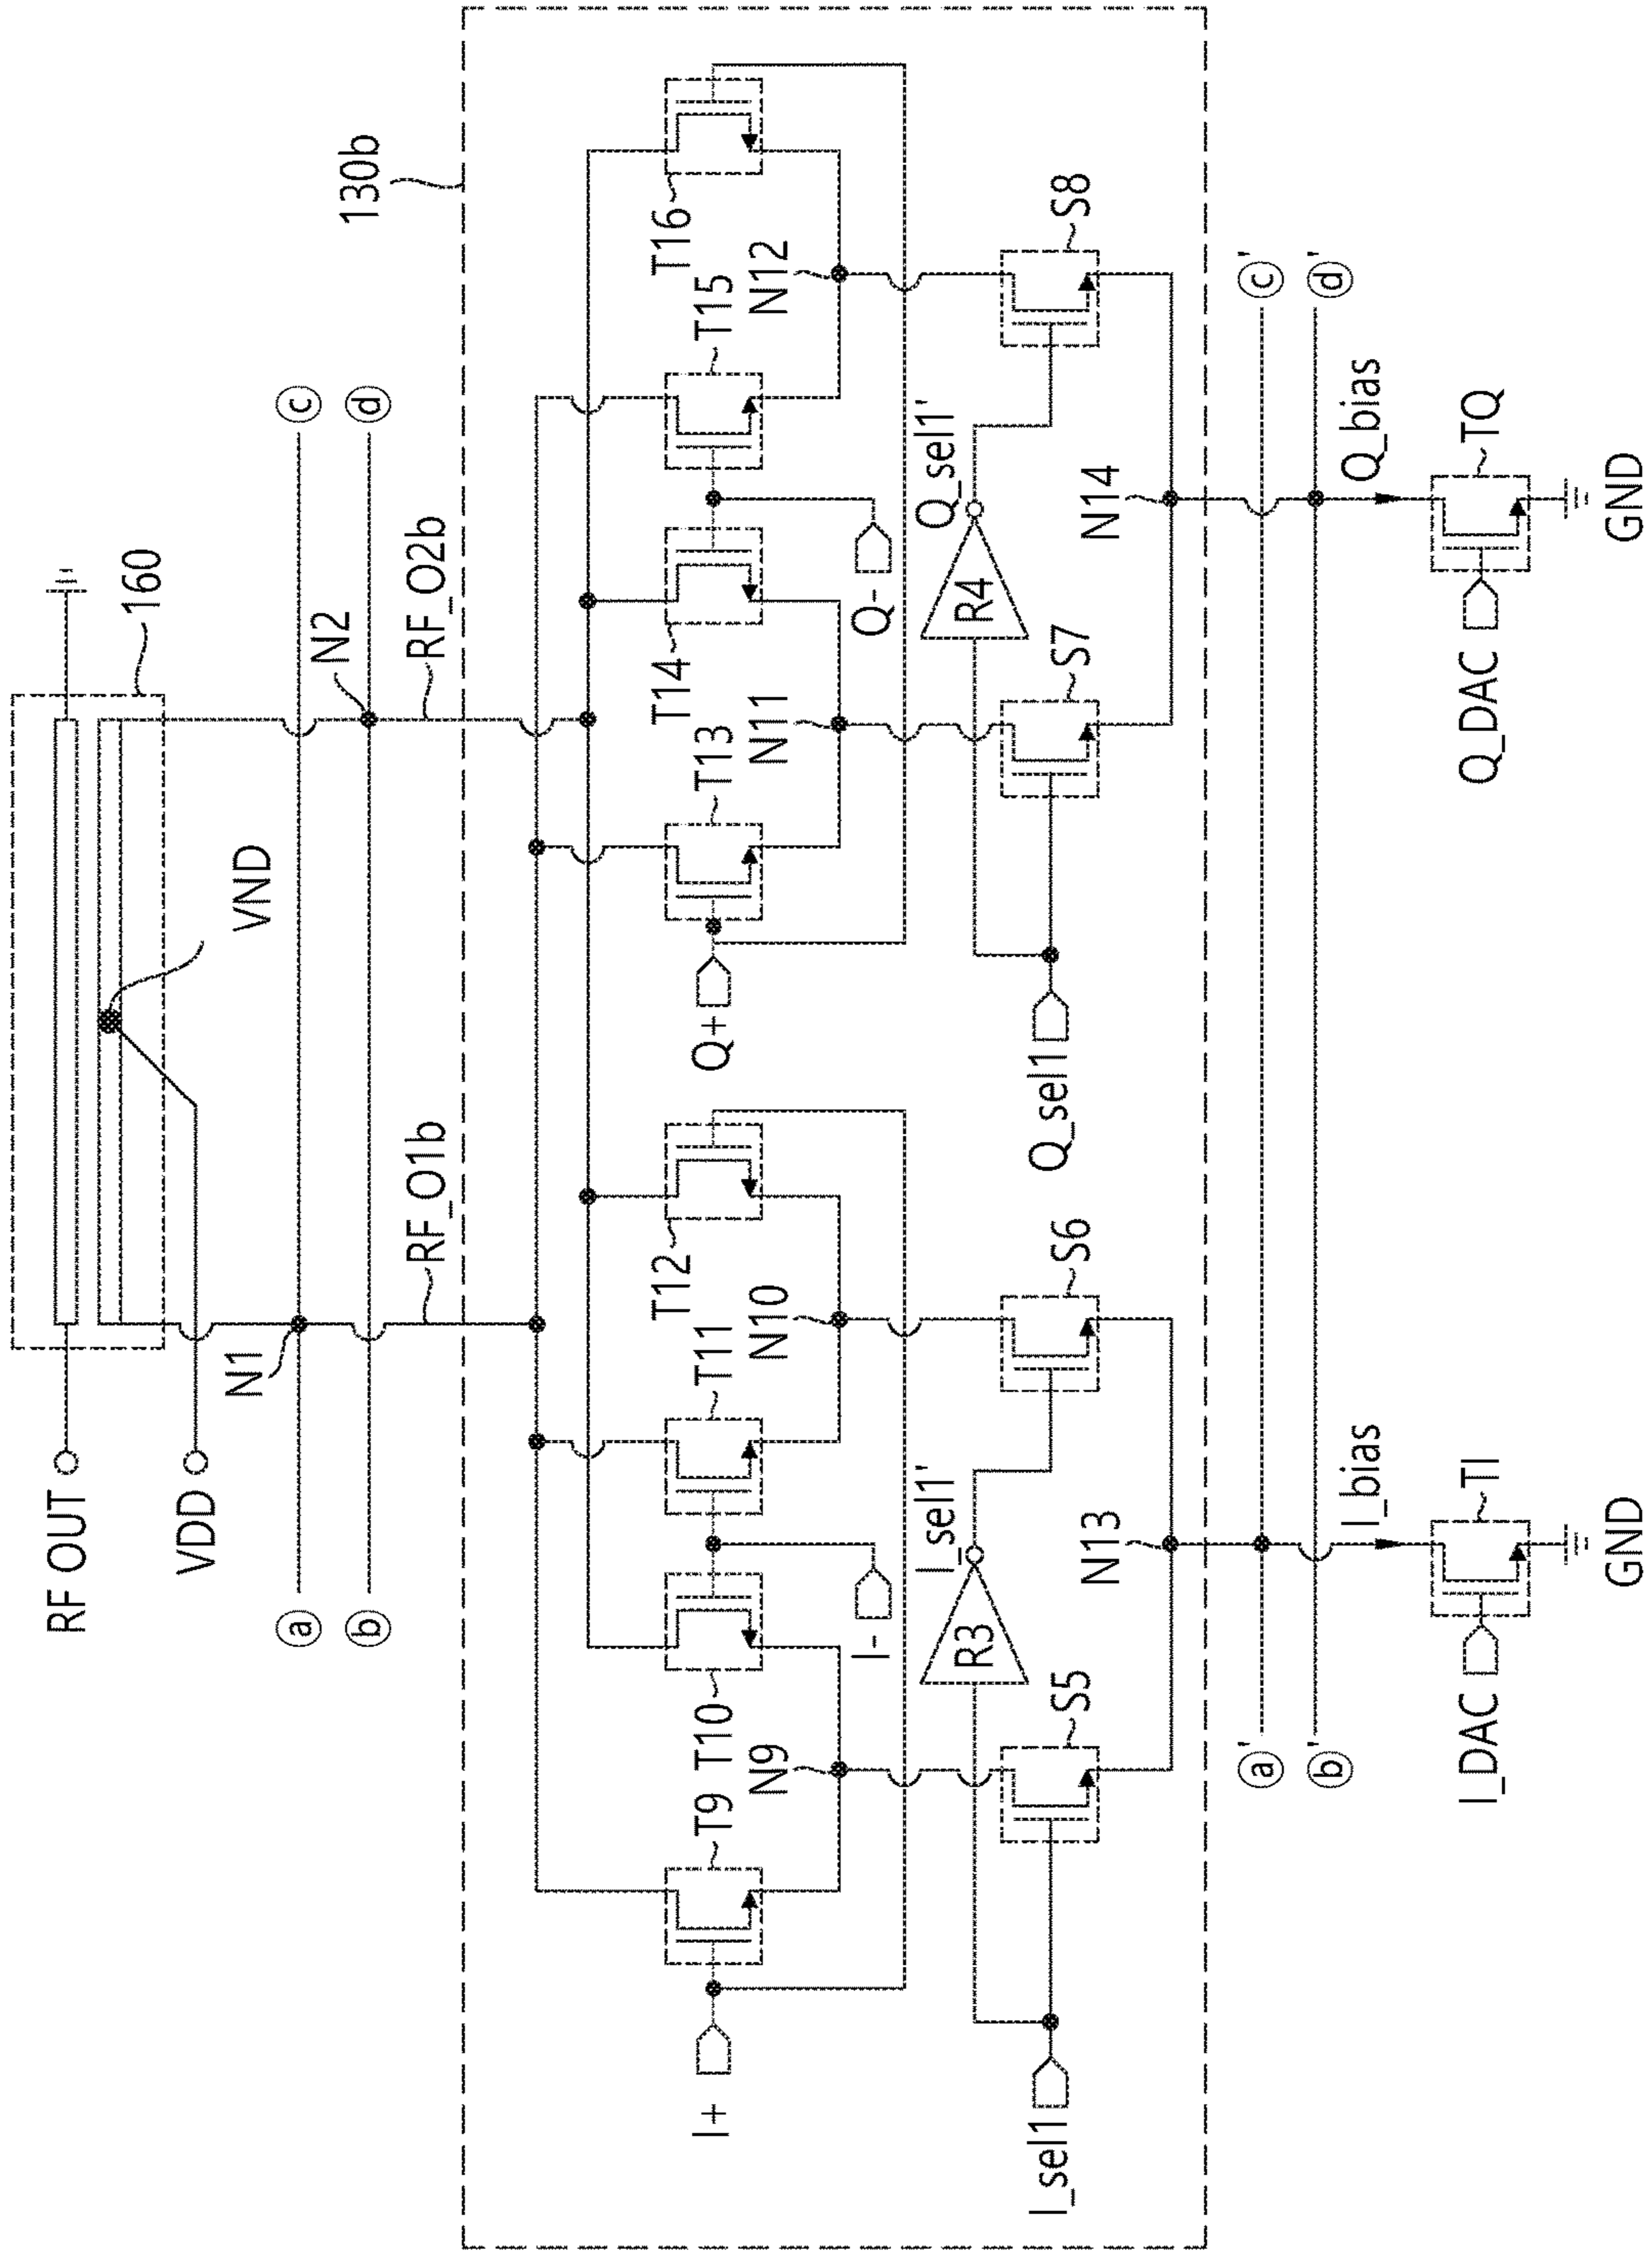 RF OUT
VDD
VND
160
ⓐ
ⓒ
ⓑ
ⓓ
N1
N2
RF_O1b
RF_O2b
130b
I+
T9
T10
I-
T11
T12
Q+
T13
T14
Q-
T15
T16
N9
N10
N11
N12
I_sel1
R3
I_sel1'
Q_sel1
R4
Q_sel1'
S5
S6
S7
S8
N13
N14
ⓐ'
ⓒ'
ⓑ'
ⓓ'
I_bias
Q_bias
I_DAC
TI
Q_DAC
TQ
GND
GND